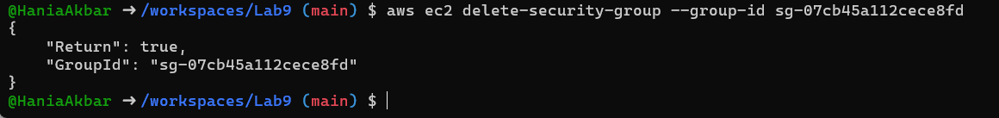 @HaniaAkbar → /workspaces/Lab9 (main) $ aws ec2 delete-security-group --group-id sg-07cb45a112cece8fd
{
    "Return": true,
    "GroupId": "sg-07cb45a112cece8fd"
}
@HaniaAkbar → /workspaces/Lab9 (main) $